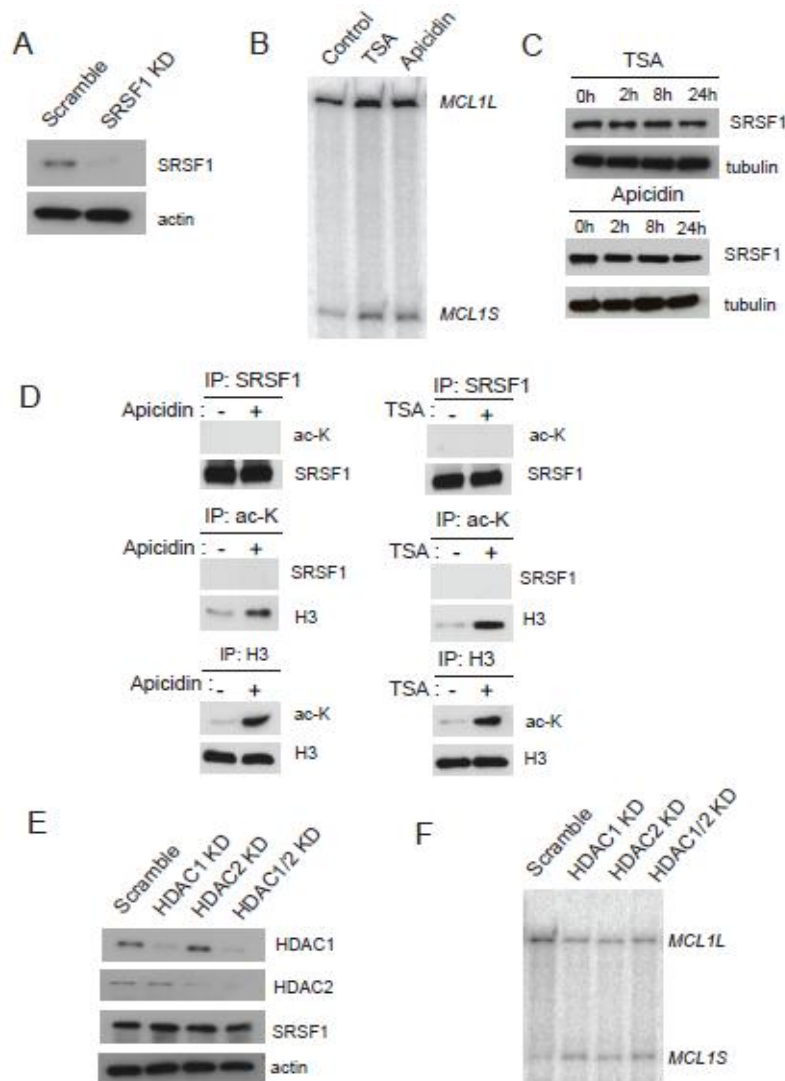 A
Scramble
SRSF1 KD
SRSF1
actin
B
Control
TSA
Apicidin
MCL1L
MCL1S
C
TSA
0h 2h 8h 24h
SRSF1
tubulin
Apicidin
0h 2h 8h 24h
SRSF1
tubulin
D
IP: SRSF1
Apicidin : - +
ac-K
SRSF1
IP: ac-K
Apicidin : - +
SRSF1
H3
IP: H3
Apicidin : - +
ac-K
H3
IP: SRSF1
TSA : - +
ac-K
SRSF1
IP: ac-K
TSA : - +
SRSF1
H3
IP: H3
TSA : - +
ac-K
H3
E
Scramble
HDAC1 KD
HDAC2 KD
HDAC1/2 KD
HDAC1
HDAC2
SRSF1
actin
F
Scramble
HDAC1 KD
HDAC2 KD
HDAC1/2 KD
MCL1L
MCL1S